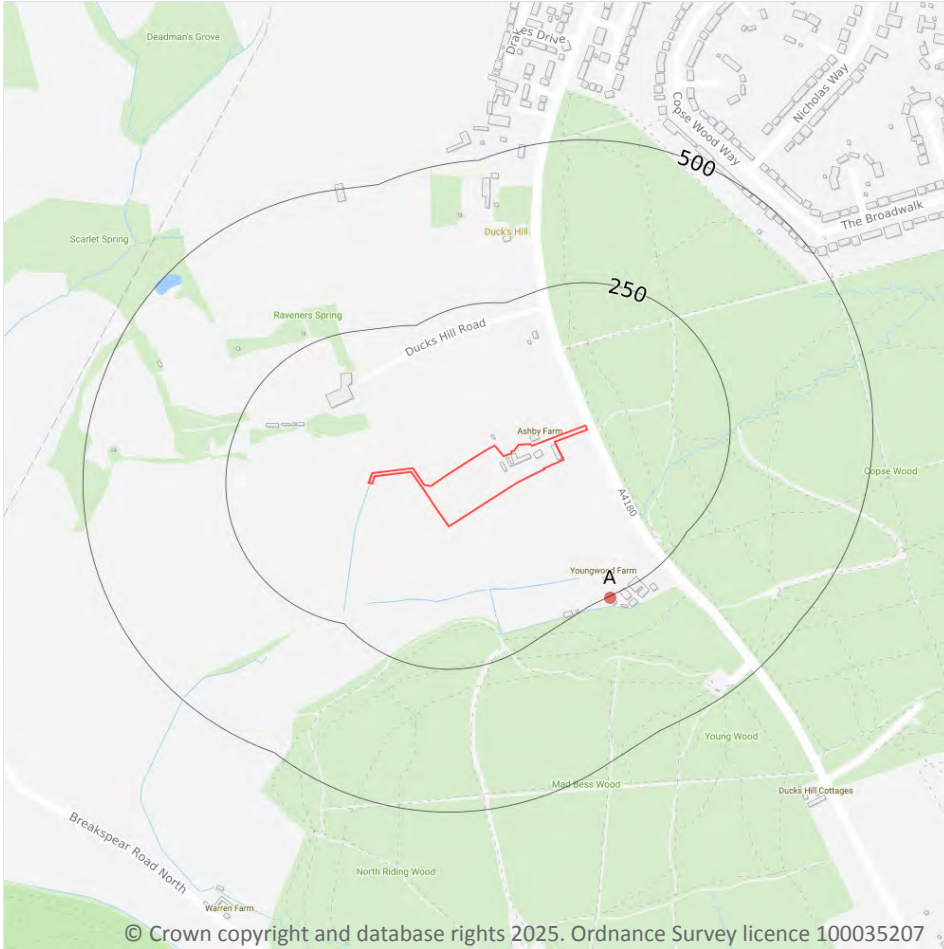 Deadman's Grove
Drakes Drive
Copse Wood Way
Nicholas Way
500
The Broadwalk
Duck's Hill
Scarlet Spring
250
Raveners Spring
Ducks Hill Road
Ashby Farm
Copse Wood
A4180
Youngwood Farm
A
Young Wood
Mad Bess Wood
Ducks Hill Cottages
Breakspear Road North
North Riding Wood
Warren Farm
© Crown copyright and database rights 2025. Ordnance Survey licence 100035207